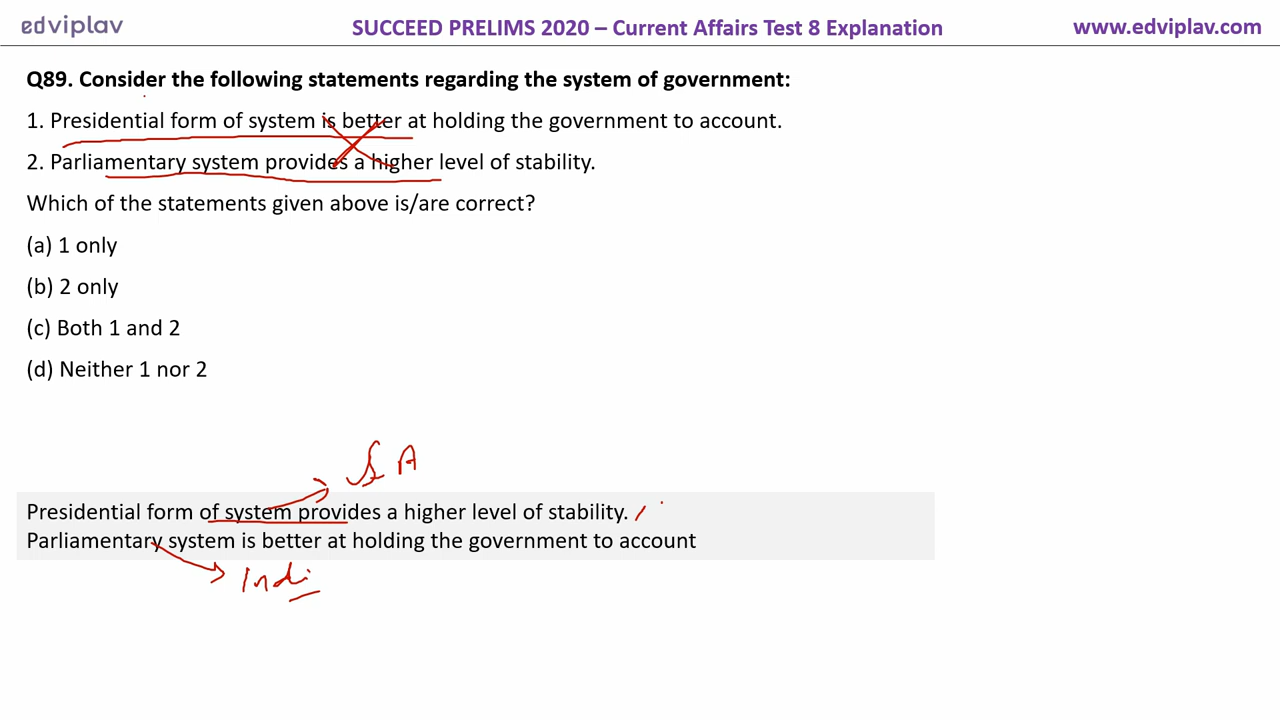 edviplav
SUCCEED PRELIMS 2020 – Current Affairs Test 8 Explanation
www.edviplav.com
Q89. Consider the following statements regarding the system of government:
1. Presidential form of system is better at holding the government to account.
2. Parliamentary system provides a higher level of stability.
Which of the statements given above is/are correct?
(a) 1 only
(b) 2 only
(c) Both 1 and 2
(d) Neither 1 nor 2
Presidential form of system provides a higher level of stability.
Parliamentary system is better at holding the government to account
Indi